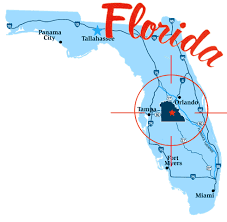 Florida
Panama
City
Tallahassee
Orlando
Tampa
Fort
Myers
Miami